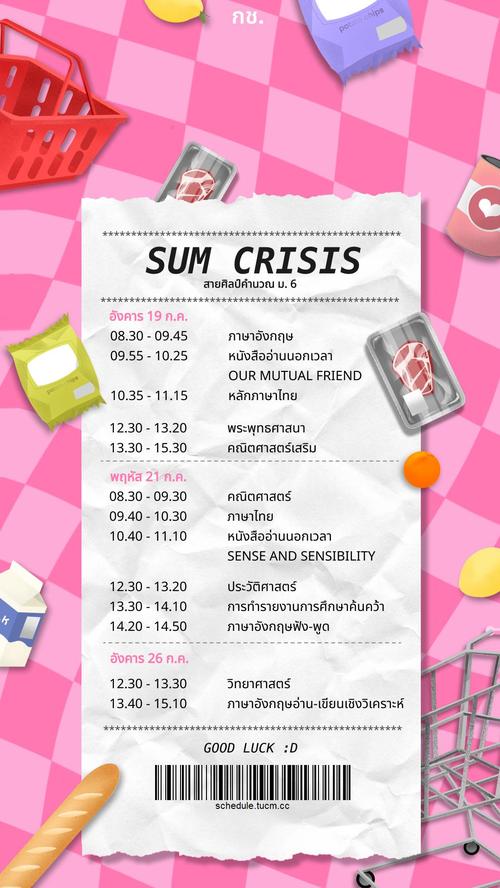 กช.
potato chips
****************************************************
SUM CRISIS
สายศิลป์คำนวณ ม. 6
****************************************************
อังคาร 19 ก.ค.
08.30 - 09.45 ภาษาอังกฤษ
09.55 - 10.25 หนังสืออ่านนอกเวลา
OUR MUTUAL FRIEND
10.35 - 11.15 หลักภาษาไทย
12.30 - 13.20 พระพุทธศาสนา
13.30 - 15.30 คณิตศาสตร์เสริม
พฤหัส 21 ก.ค.
08.30 - 09.30 คณิตศาสตร์
09.40 - 10.30 ภาษาไทย
10.40 - 11.10 หนังสืออ่านนอกเวลา
SENSE AND SENSIBILITY
12.30 - 13.20 ประวัติศาสตร์
13.30 - 14.10 การทำรายงานการศึกษาค้นคว้า
14.20 - 14.50 ภาษาอังกฤษฟัง-พูด
อังคาร 26 ก.ค.
12.30 - 13.30 วิทยาศาสตร์
13.40 - 15.10 ภาษาอังกฤษอ่าน-เขียนเชิงวิเคราะห์
****************************************************
GOOD LUCK :D
schedule.tucm.cc